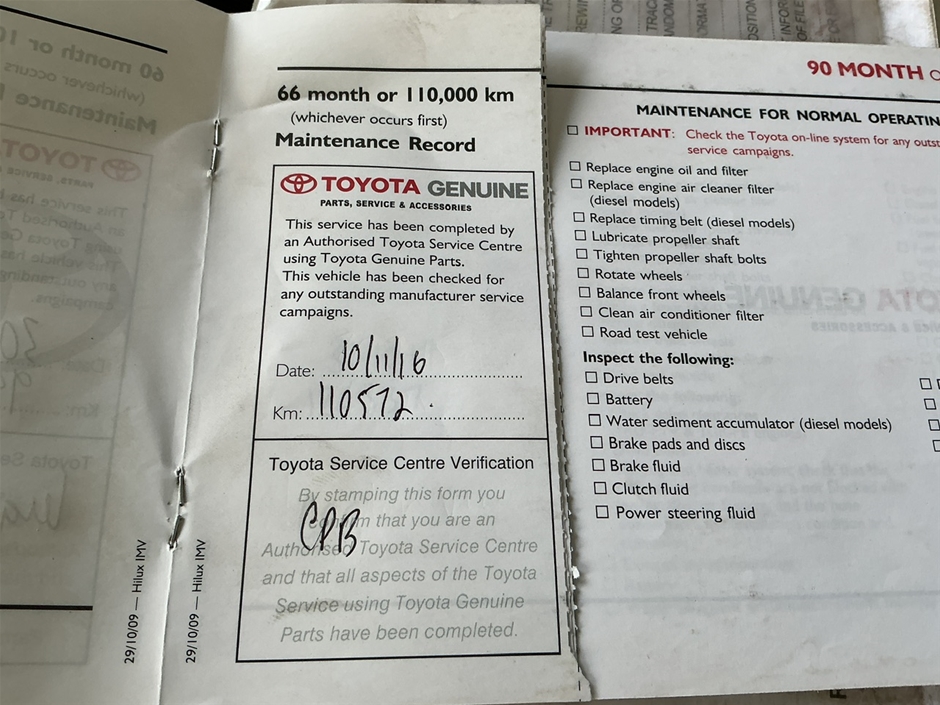 66 month or 110,000 km
(whichever occurs first)
Maintenance Record
TOYOTA GENUINE
PARTS, SERVICE & ACCESSORIES
This service has been completed by
an Authorised Toyota Service Centre
using Toyota Genuine Parts.
This vehicle has been checked for
any outstanding manufacturer service
campaigns.
Date: 10/11/16
Km: 110572
Toyota Service Centre Verification
By stamping this form you
that you are an
Authorised Toyota Service Centre
and that all aspects of the Toyota
Service using Toyota Genuine
Parts have been completed.
CPB
29/10/09 — Hilux IMV
29/10/09 — Hilux IMV
90 MONTH
MAINTENANCE FOR NORMAL OPERATIN
IMPORTANT: Check the Toyota on-line system for any outst
service campaigns.
Replace engine oil and filter
Replace engine air cleaner filter
(diesel models)
Replace timing belt (diesel models)
Lubricate propeller shaft
Tighten propeller shaft bolts
Rotate wheels
Balance front wheels
Clean air conditioner filter
Road test vehicle
Inspect the following:
Drive belts
Battery
Water sediment accumulator (diesel models)
Brake pads and discs
Brake fluid
Clutch fluid
Power steering fluid